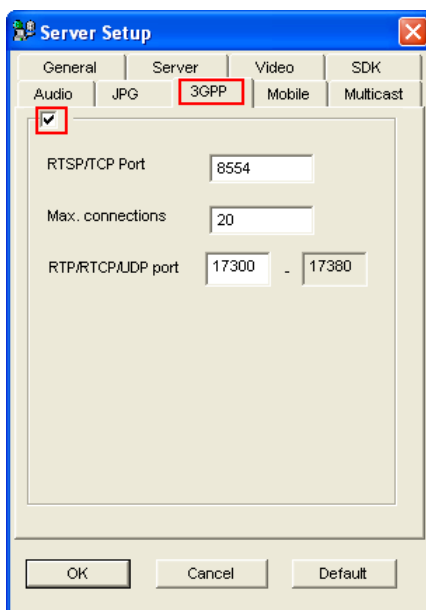 Server Setup
General Server Video SDK
Audio JPG 3GPP Mobile Multicast
RTSP/TCP Port 8554
Max. connections 20
RTP/RTCP/UDP port 17300 - 17380
OK Cancel Default